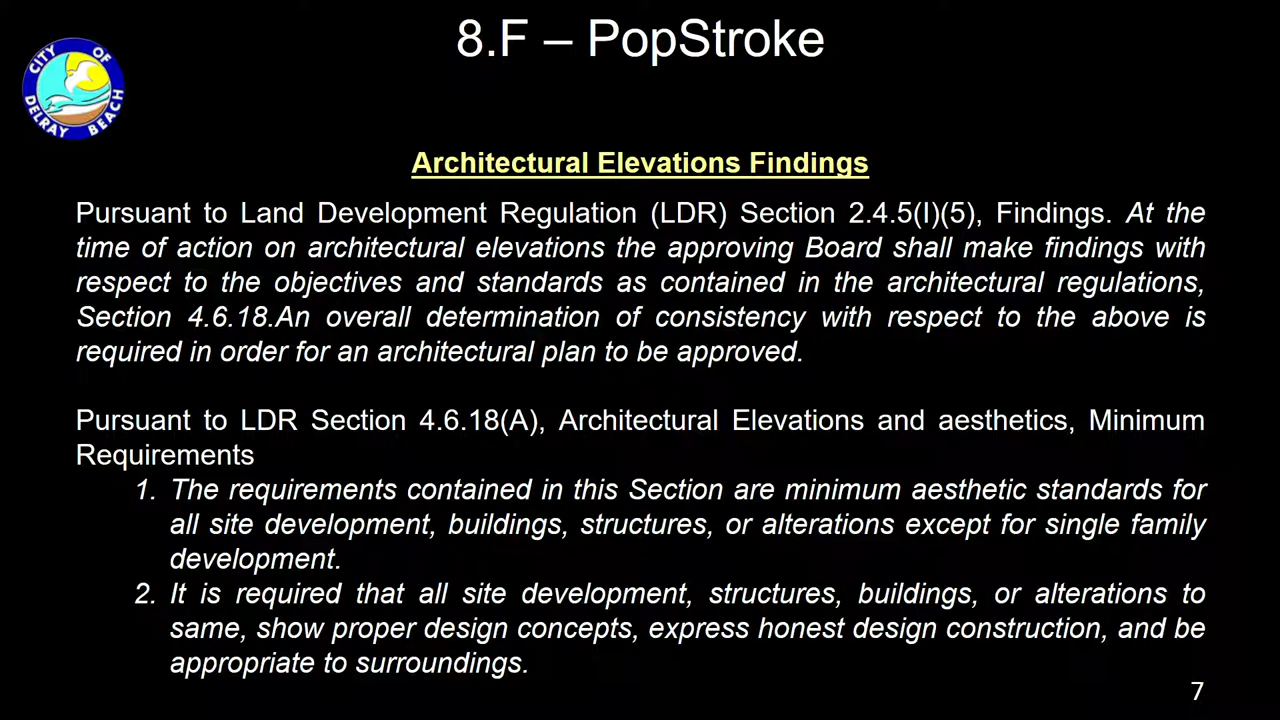 8.F – PopStroke
CITY OF
DELRAY BEACH
Architectural Elevations Findings
Pursuant to Land Development Regulation (LDR) Section 2.4.5(I)(5), Findings. At the
time of action on architectural elevations the approving Board shall make findings with
respect to the objectives and standards as contained in the architectural regulations,
Section 4.6.18.An overall determination of consistency with respect to the above is
required in order for an architectural plan to be approved.
Pursuant to LDR Section 4.6.18(A), Architectural Elevations and aesthetics, Minimum
Requirements
1. The requirements contained in this Section are minimum aesthetic standards for
all site development, buildings, structures, or alterations except for single family
development.
2. It is required that all site development, structures, buildings, or alterations to
same, show proper design concepts, express honest design construction, and be
appropriate to surroundings.
7